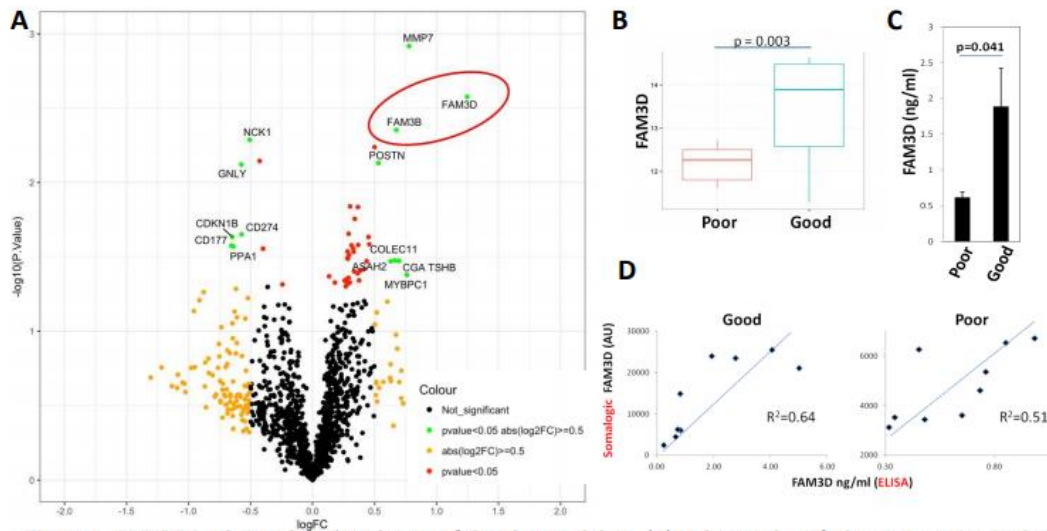 A
-3
-2
-1
0
-log10(P.Value)
MMP7
FAM3D
FAM3B
NCK1
POSTN
GNLY
CDKN1B
CD274
CD177
PPA1
COLEC11
ASAH2
CGA TSHB
MYBPC1
Colour
Not_significant
pvalue<0.05 abs(log2FC)>=0.5
abs(log2FC)>=0.5
pvalue<0.05
-2.0
-1.5
-1.0
-0.5
0.0
0.5
1.0
1.5
2.0
logFC
B
p = 0.003
FAM3D
14
13
12
Poor
Good
C
p=0.041
FAM3D (ng/ml)
3
2.5
2
1.5
1
0.5
0
Poor
Good
D
Good
Somalogic FAM3D (AU)
30000
20000
10000
0
R²=0.64
0.00
2.00
4.00
Poor
6000
4000
2000
R²=0.51
0.30
0.80
FAM3D ng/ml (ELISA)